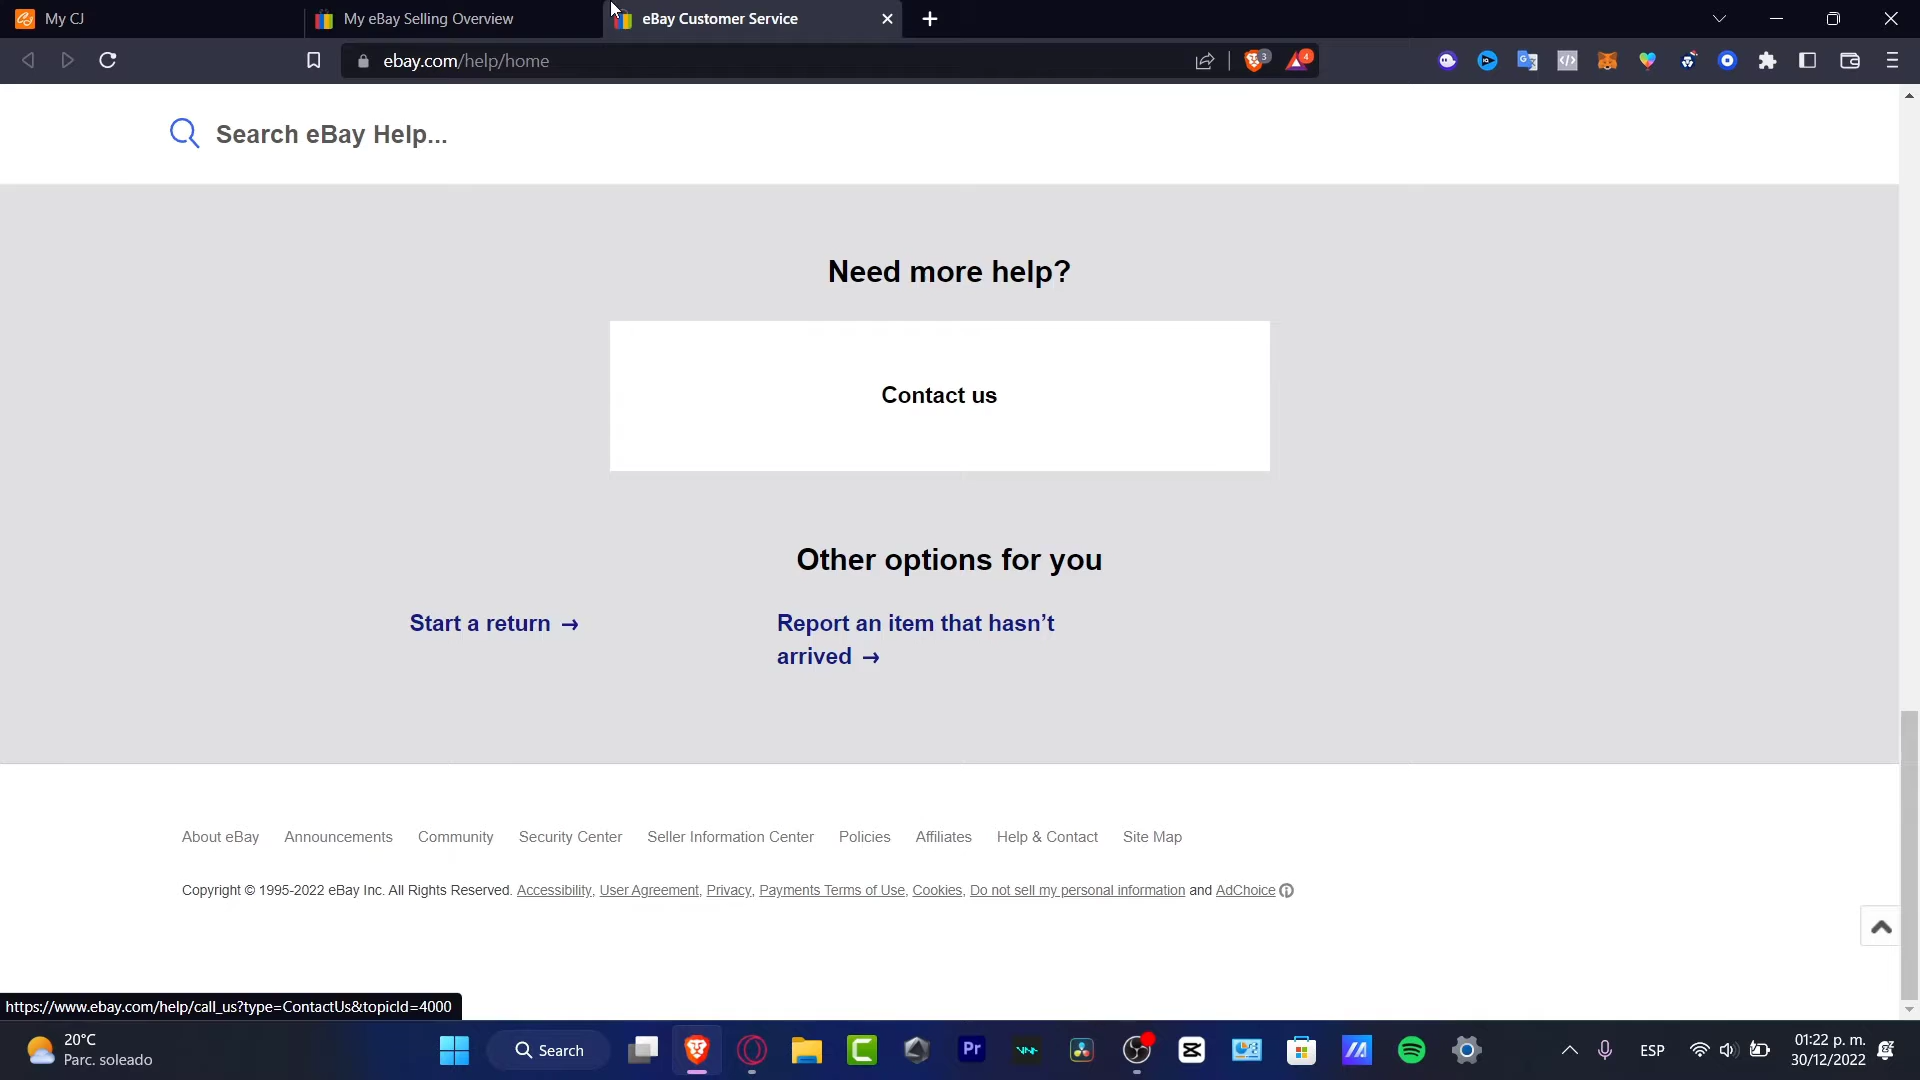 My CJ
My eBay Selling Overview
eBay Customer Service
ebay.com/help/home
3
4
Search eBay Help...
Need more help?
Contact us
Other options for you
Start a return →
Report an item that hasn't
arrived →
About eBay Announcements Community Security Center Seller Information Center Policies Affiliates Help & Contact Site Map
Copyright © 1995-2022 eBay Inc. All Rights Reserved. Accessibility, User Agreement, Privacy, Payments Terms of Use, Cookies, Do not sell my personal information and AdChoice
https://www.ebay.com/help/call_us?type=ContactUs&topicId=4000
20°C
Parc. soleado
Search
Pr
ESP
01:22 p. m.
30/12/2022